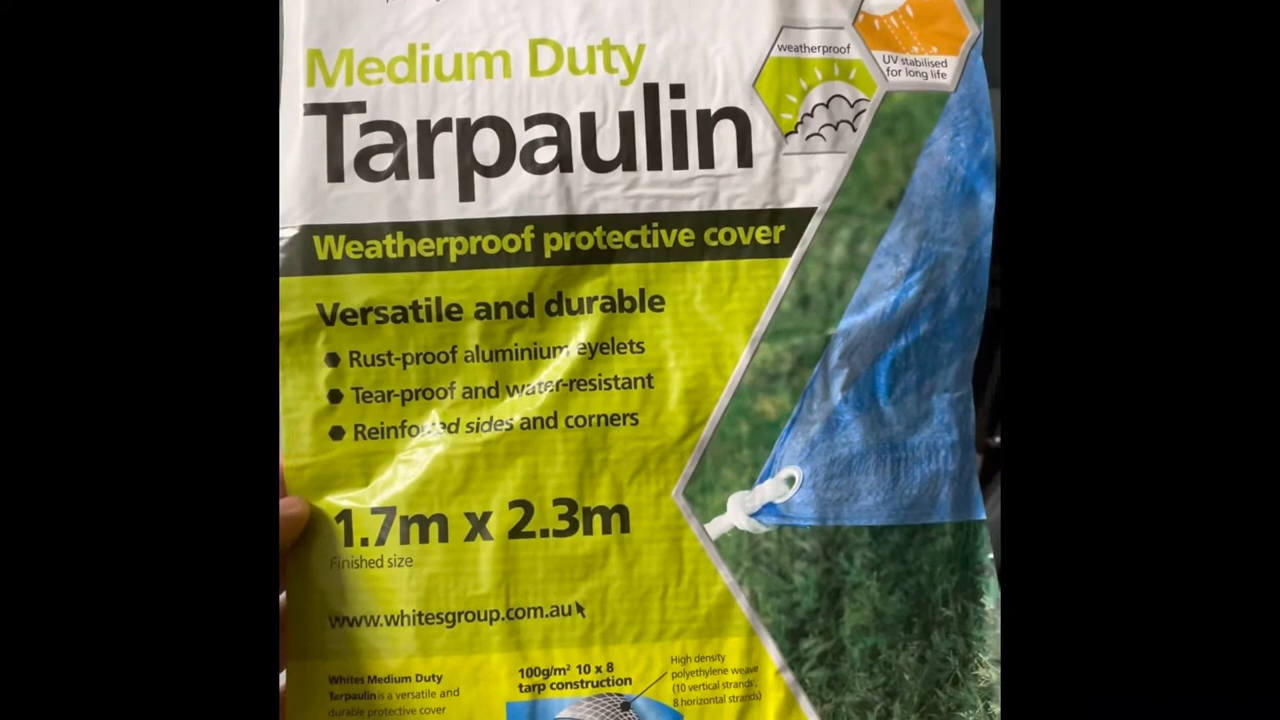 Medium Duty
Tarpaulin
weatherproof
UV stabilised
for long life
Weatherproof protective cover
Versatile and durable
Rust-proof aluminium eyelets
Tear-proof and water-resistant
Reinforced sides and corners
1.7m x 2.3m
Finished size
www.whitesgroup.com.au
Whites Medium Duty
Tarpaulin is a versatile and
durable protective cover
100g/m² 10 x 8
tarp construction
High density
polyethylene weave
(10 vertical strands,
8 horizontal strands)